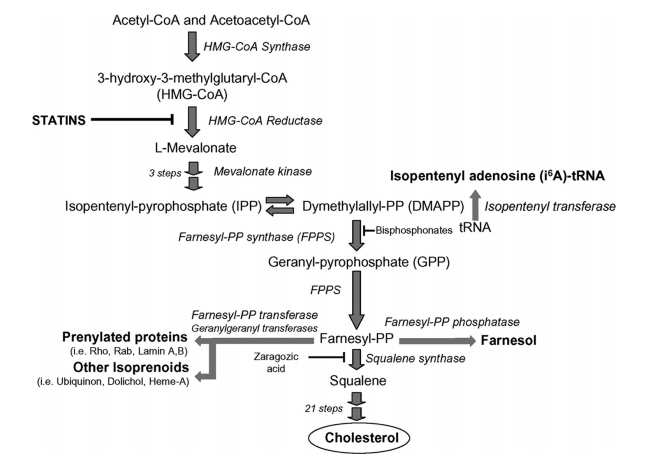 Acetyl-CoA and Acetoacetyl-CoA
HMG-CoA Synthase
3-hydroxy-3-methylglutaryl-CoA
(HMG-CoA)
STATINS
HMG-CoA Reductase
L-Mevalonate
3 steps
Mevalonate kinase
Isopentenyl adenosine (i⁶A)-tRNA
Isopentenyl-pyrophosphate (IPP)
Dymethylallyl-PP (DMAPP)
Isopentenyl transferase
Farnesyl-PP synthase (FPPS)
Bisphosphonates
tRNA
Geranyl-pyrophosphate (GPP)
FPPS
Farnesyl-PP transferase
Geranylgeranyl transferases
Farnesyl-PP phosphatase
Prenylated proteins
(i.e. Rho, Rab, Lamin A,B)
Farnesyl-PP
Farnesol
Other Isoprenoids
(i.e. Ubiquinon, Dolichol, Heme-A)
Zaragozic
acid
Squalene synthase
Squalene
21 steps
Cholesterol